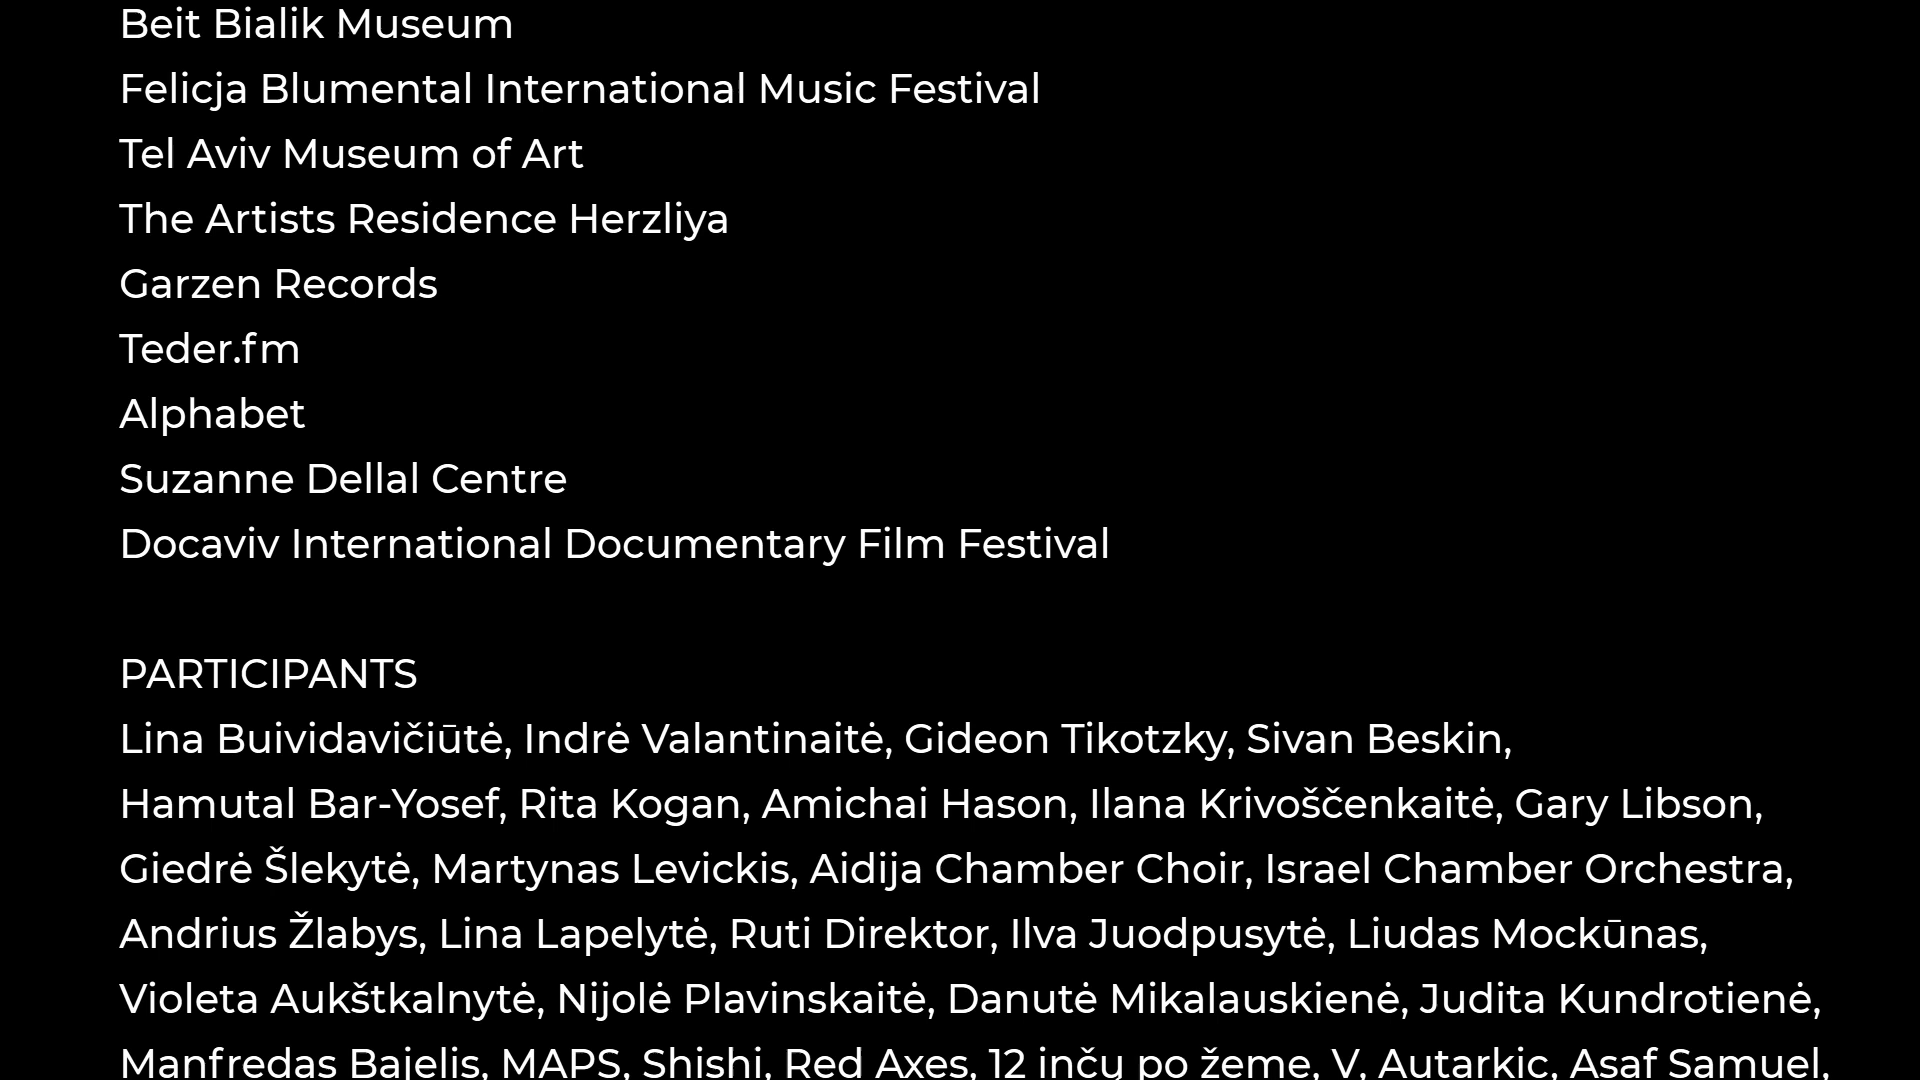 Beit Bialik Museum
Felicja Blumental International Music Festival
Tel Aviv Museum of Art
The Artists Residence Herzliya
Garzen Records
Teder.fm
Alphabet
Suzanne Dellal Centre
Docaviv International Documentary Film Festival
PARTICIPANTS
Lina Buividavičiūtė, Indrė Valantinaitė, Gideon Tikotzky, Sivan Beskin,
Hamutal Bar-Yosef, Rita Kogan, Amichai Hason, Ilana Krivoščenkaitė, Gary Libson,
Giedrė Šlekytė, Martynas Levickis, Aidija Chamber Choir, Israel Chamber Orchestra,
Andrius Žlabys, Lina Lapelytė, Ruti Direktor, Ilva Juodpusytė, Liudas Mockūnas,
Violeta Aukštkalnytė, Nijolė Plavinskaitė, Danutė Mikalauskienė, Judita Kundrotienė,
Manfredas Bajelis, MAPS, Shishi, Red Axes, 12 inčų po žeme, V, Autarkic, Asaf Samuel,